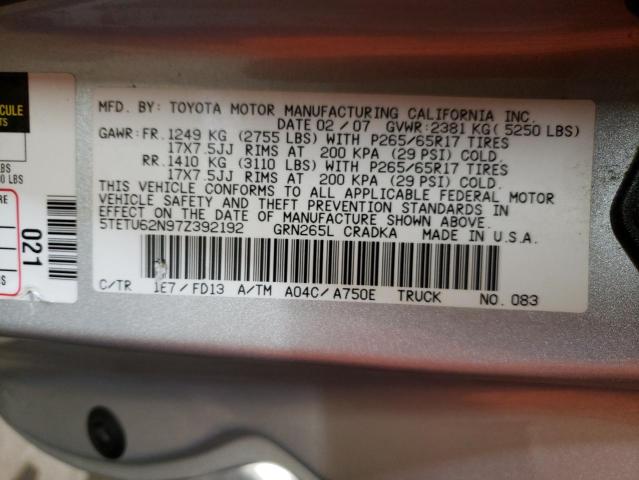 MFD. BY: TOYOTA MOTOR MANUFACTURING CALIFORNIA INC.
DATE 02 / 07 GVWR: 2381 KG( 5250 LBS)
GAWR: FR. 1249 KG (2755 LBS) WITH P265/65R17 TIRES
17X7.5JJ RIMS AT 200 KPA (29 PSI) COLD.
RR. 1410 KG (3110 LBS) WITH P265/65R17 TIRES
17X7.5JJ RIMS AT 200 KPA (29 PSI) COLD.
THIS VEHICLE CONFORMS TO ALL APPLICABLE FEDERAL MOTOR
VEHICLE SAFETY AND THEFT PREVENTION STANDARDS IN
EFFECT ON THE DATE OF MANUFACTURE SHOWN ABOVE.
5TETU62N97Z392192 GRN265L CRADKA MADE IN U.S.A.
C/TR 1E7 / FD13 A/TM A04C / A750E TRUCK NO. 083
021